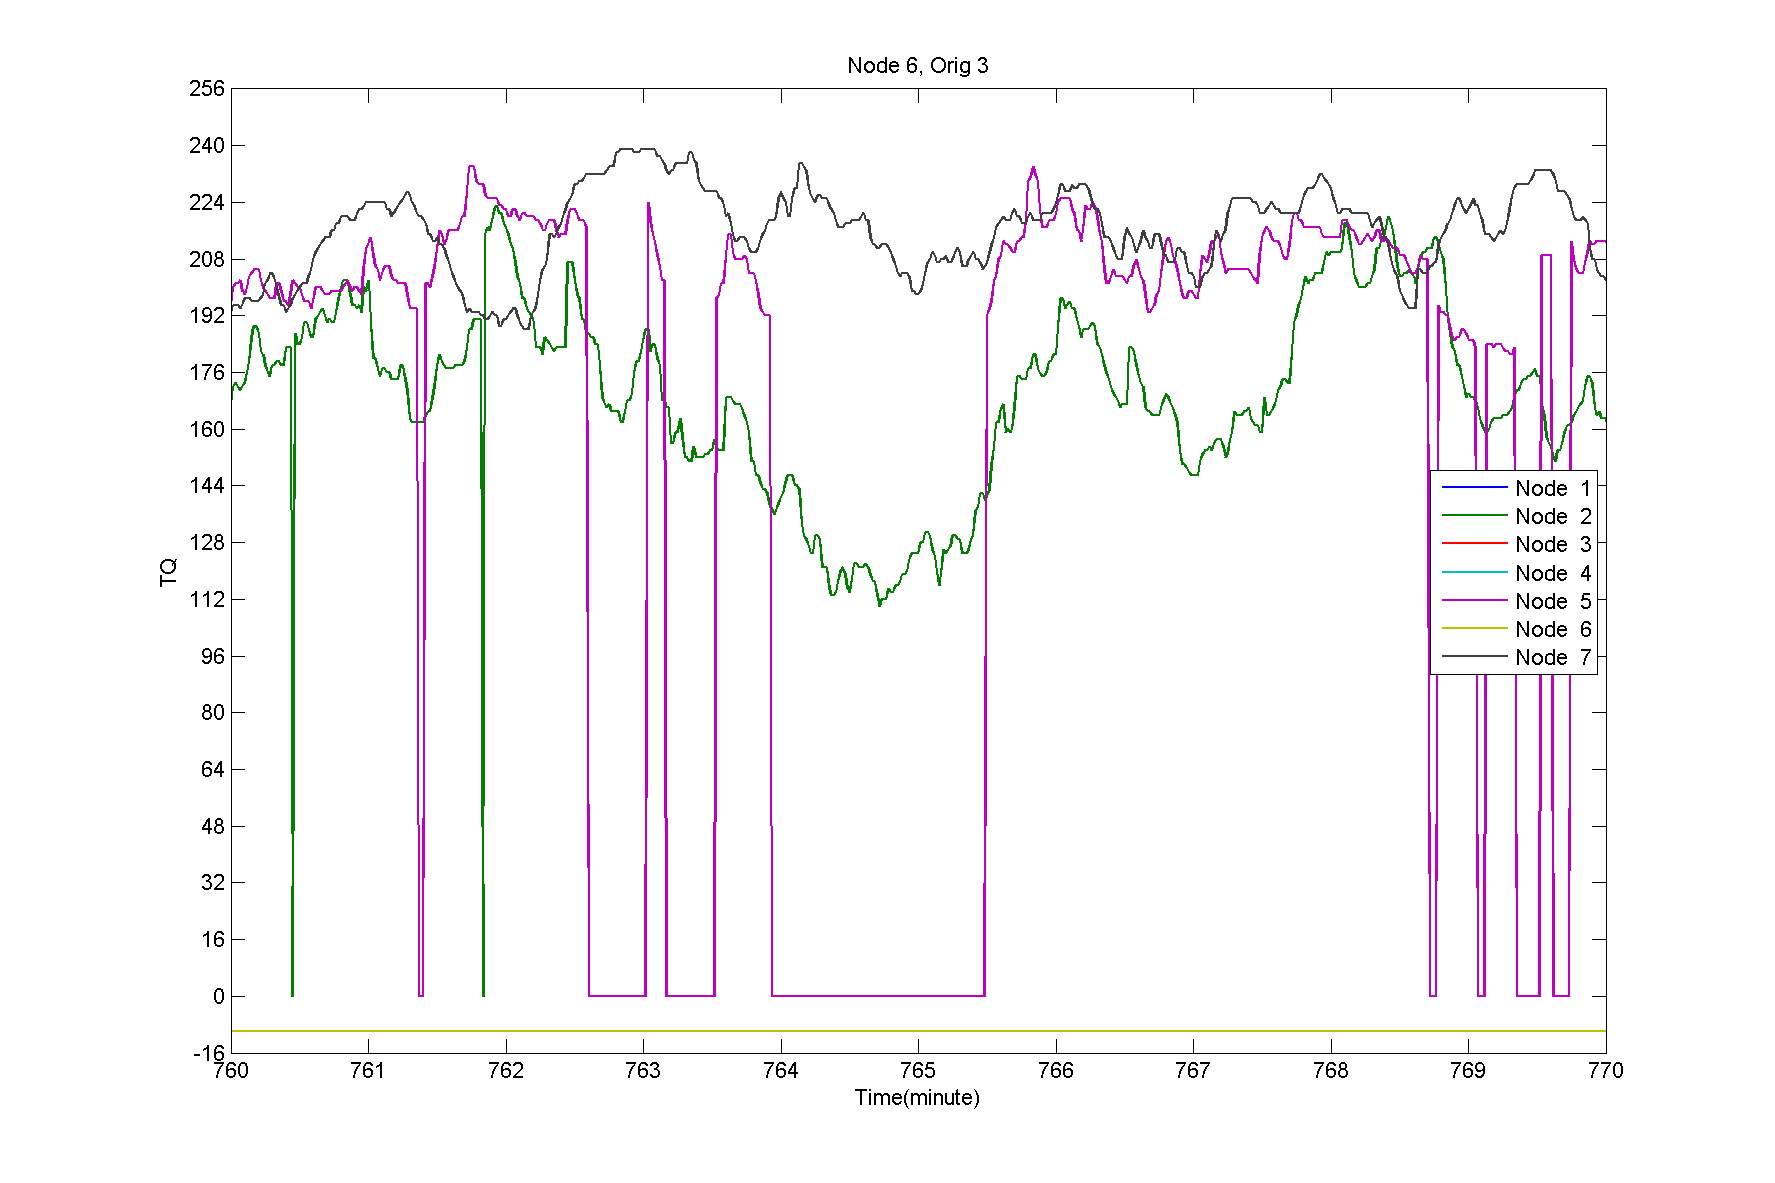 Node 6, Orig 3
256
240
224
208
192
176
160
144
128
112
96
80
64
48
32
16
0
-16
TQ
Node 1
Node 2
Node 3
Node 4
Node 5
Node 6
Node 7
760 761 762 763 764 765 766 767 768 769 770
Time(minute)